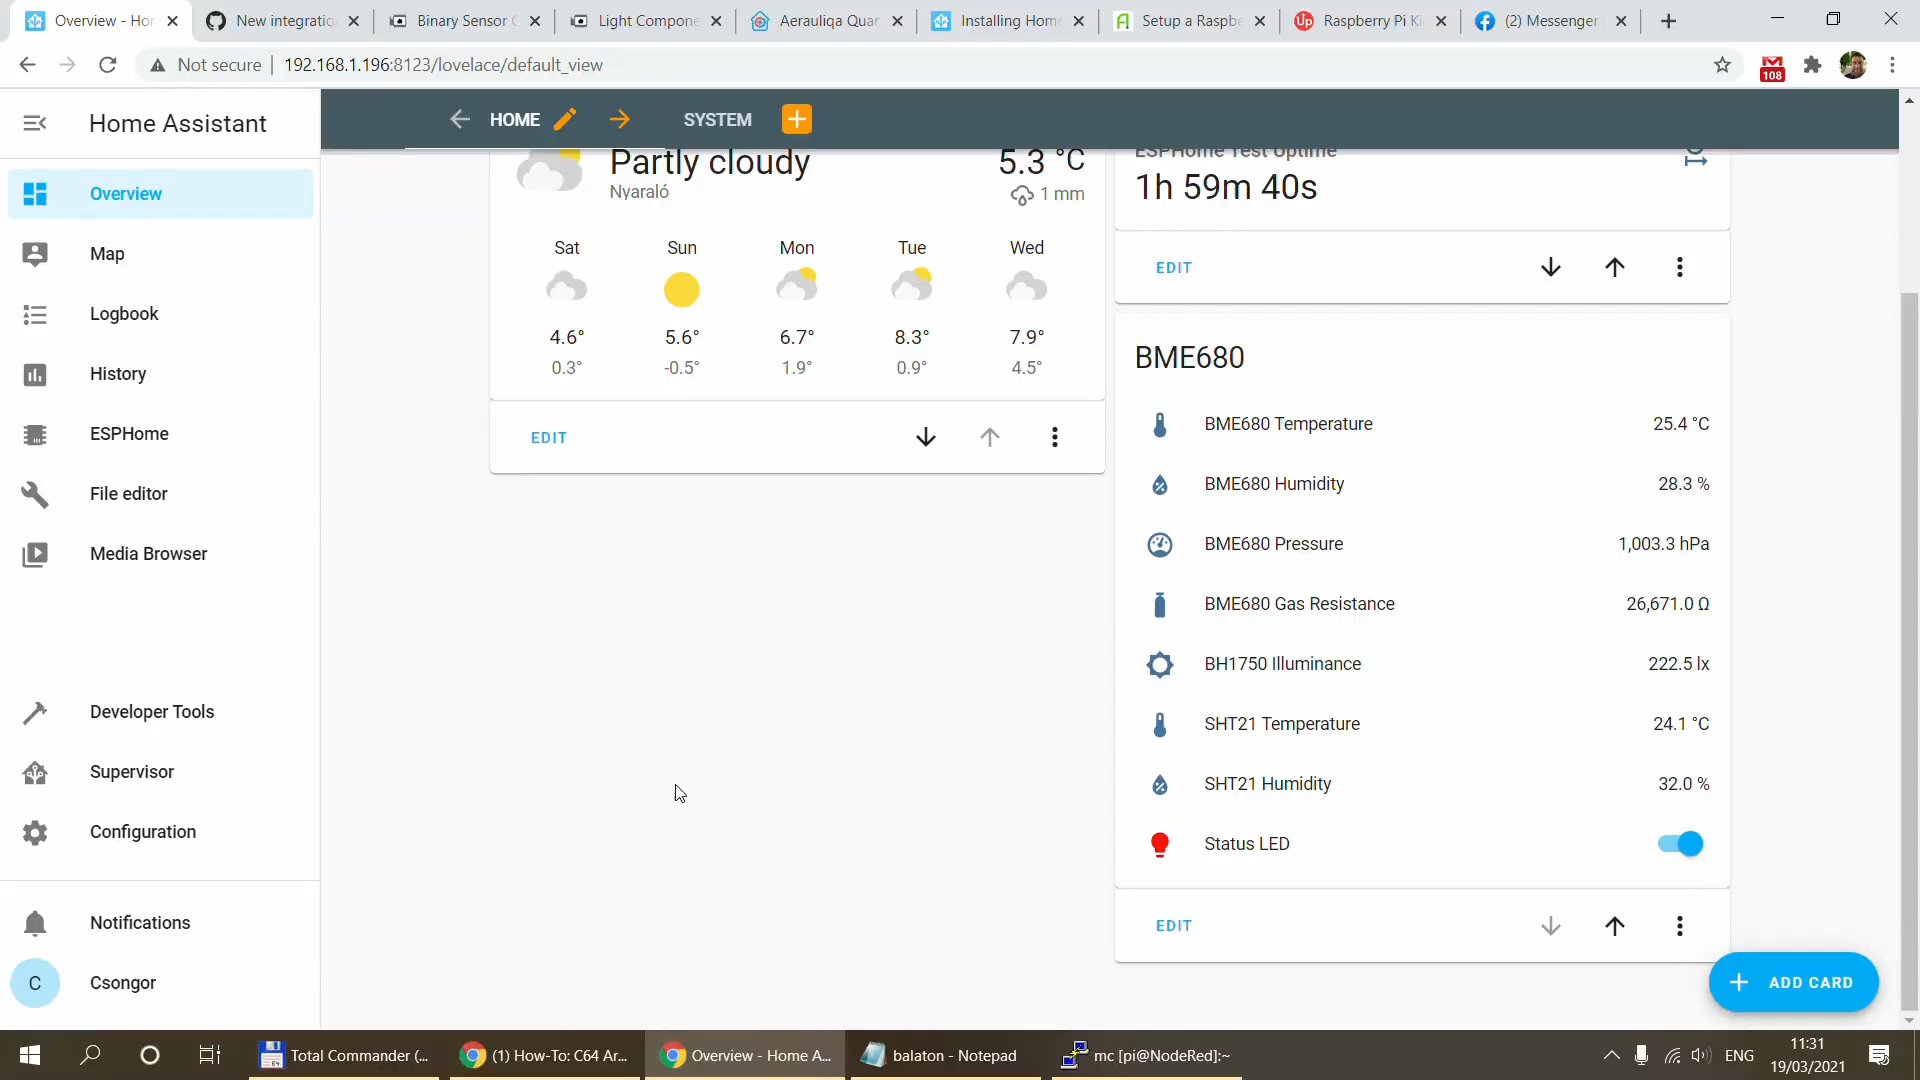 Overview - Hor
New integratio
Binary Sensor C
Light Compone
Aerauliqa Quar
Installing Home
Setup a Raspbe
Raspberry Pi Ki
(2) Messenger
Not secure
192.168.1.196:8123/lovelace/default_view
108
Home Assistant
HOME
SYSTEM
Overview
Map
Logbook
History
ESPHome
File editor
Media Browser
Developer Tools
Supervisor
Configuration
Notifications
C
Csongor
Partly cloudy
5.3 °C
Nyaraló
1 mm
Sat Sun Mon Tue Wed
4.6° 5.6° 6.7° 8.3° 7.9°
0.3° -0.5° 1.9° 0.9° 4.5°
EDIT
ESPHome Test Uptime
1h 59m 40s
EDIT
BME680
BME680 Temperature 25.4 °C
BME680 Humidity 28.3 %
BME680 Pressure 1,003.3 hPa
BME680 Gas Resistance 26,671.0 Ω
BH1750 Illuminance 222.5 lx
SHT21 Temperature 24.1 °C
SHT21 Humidity 32.0 %
Status LED
EDIT
ADD CARD
Total Commander (...
(1) How-To: C64 Ar...
Overview - Home A...
balaton - Notepad
mc [pi@NodeRed]:~
ENG
11:31
19/03/2021